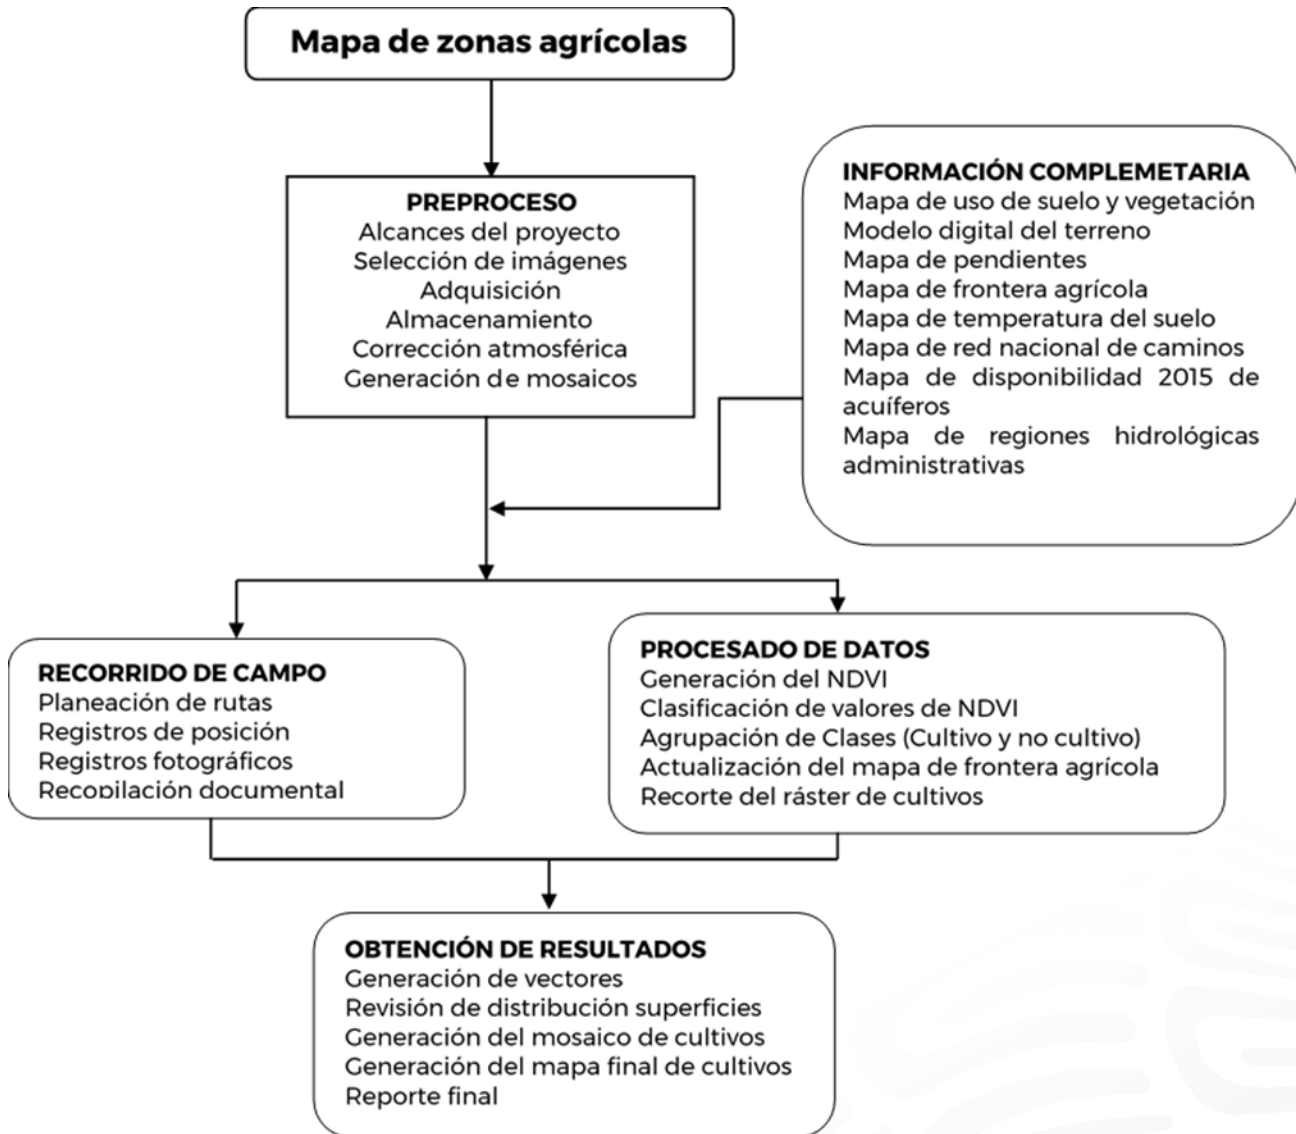 Mapa de zonas agrícolas
PREPROCESO
Alcances del proyecto
Selección de imágenes
Adquisición
Almacenamiento
Corrección atmosférica
Generación de mosaicos
INFORMACIÓN COMPLEMETARIA
Mapa de uso de suelo y vegetación
Modelo digital del terreno
Mapa de pendientes
Mapa de frontera agrícola
Mapa de temperatura del suelo
Mapa de red nacional de caminos
Mapa de disponibilidad 2015 de
acuíferos
Mapa de regiones hidrológicas
administrativas
RECORRIDO DE CAMPO
Planeación de rutas
Registros de posición
Registros fotográficos
Recopilación documental
PROCESADO DE DATOS
Generación del NDVI
Clasificación de valores de NDVI
Agrupación de Clases (Cultivo y no cultivo)
Actualización del mapa de frontera agrícola
Recorte del ráster de cultivos
OBTENCIÓN DE RESULTADOS
Generación de vectores
Revisión de distribución superficies
Generación del mosaico de cultivos
Generación del mapa final de cultivos
Reporte final